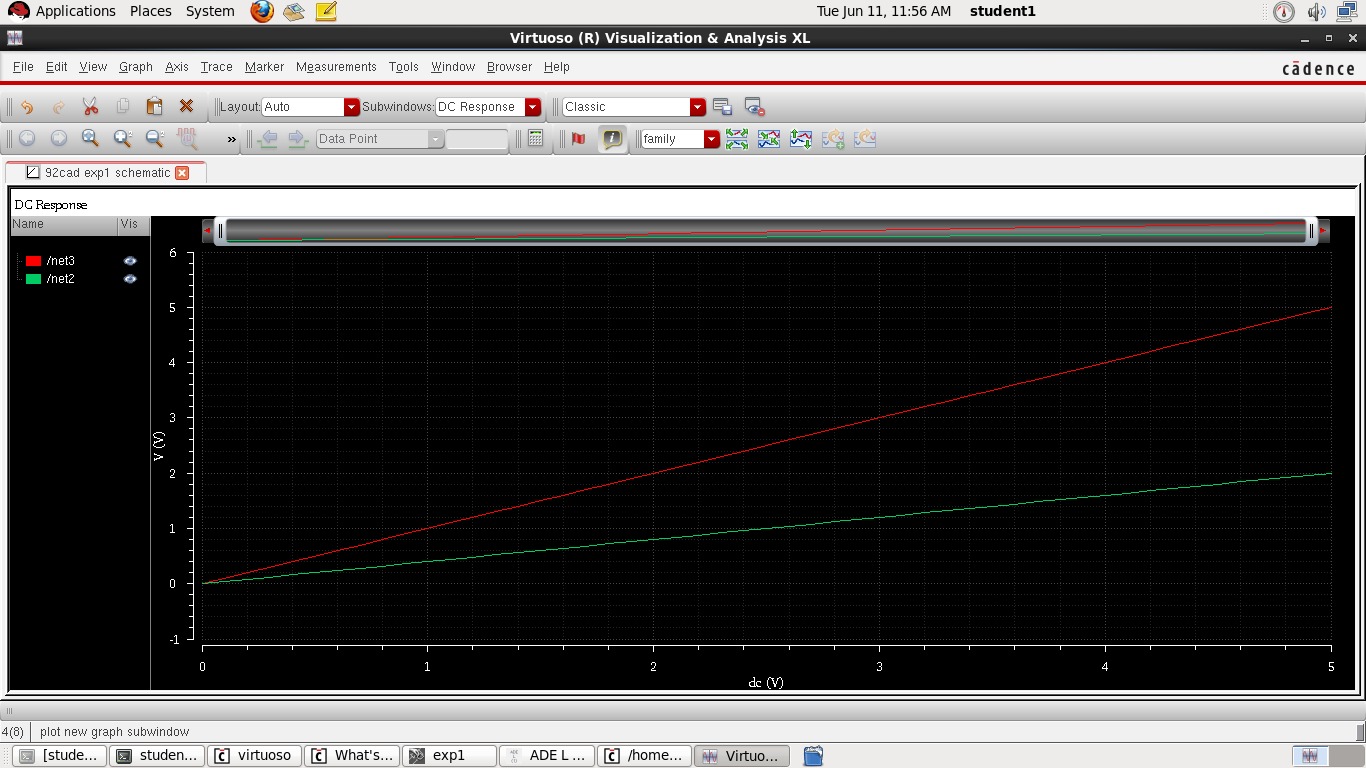 Applications Places System Tue Jun 11, 11:56 AM student1
Virtuoso (R) Visualization & Analysis XL
File Edit View Graph Axis Trace Marker Measurements Tools Window Browser Help cādence
Layout: Auto Subwindows: DC Response Classic
» Data Point family
92cad exp1 schematic
DC Response
Name Vis
/net3
/net2
6
5
4
3
2
1
0
-1
V (V)
0 1 2 3 4 5
dc (V)
4(8) plot new graph subwindow
[stude... studen... virtuoso What's... exp1 ADE L ... /home... Virtuo...